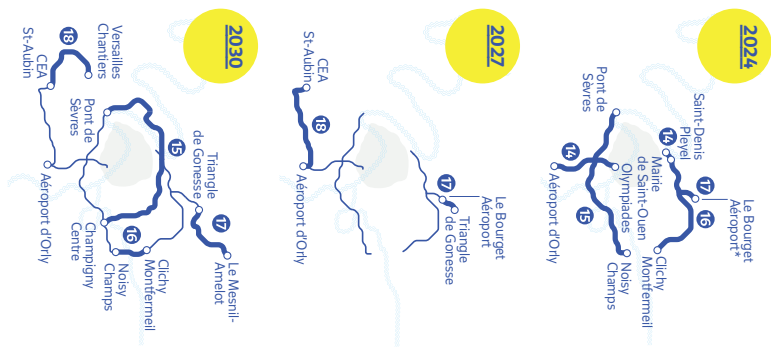 2024
Saint-Denis
Pleyel
14
17
Le Bourget
Aéroport*
16
Mairie
de Saint-Ouen
Clichy
Montfermeil
Pont de
Sèvres
Olympiades
14
15
Aéroport d'Orly
Noisy
Champs
2027
Le Bourget
Aéroport
17
Triangle
de Gonesse
CEA
St-Aubin
18
Aéroport d'Orly
2030
Le Mesnil-
Amelot
17
Triangle
de Gonesse
15
Clichy
Montfermeil
16
Noisy
Champs
Champigny
Centre
Pont de
Sèvres
Versailles
Chantiers
18
CEA
St-Aubin
Aéroport d'Orly